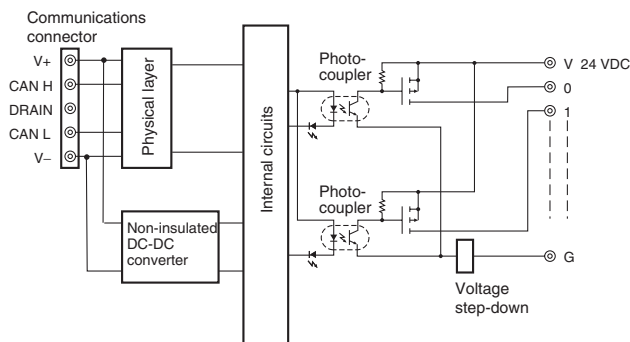 Communications
connector
V+
CAN H
DRAIN
CAN L
V–
Physical layer
Non-insulated
DC-DC
converter
Internal circuits
Photo-
coupler
Photo-
coupler
V 24 VDC
0
1
G
Voltage
step-down